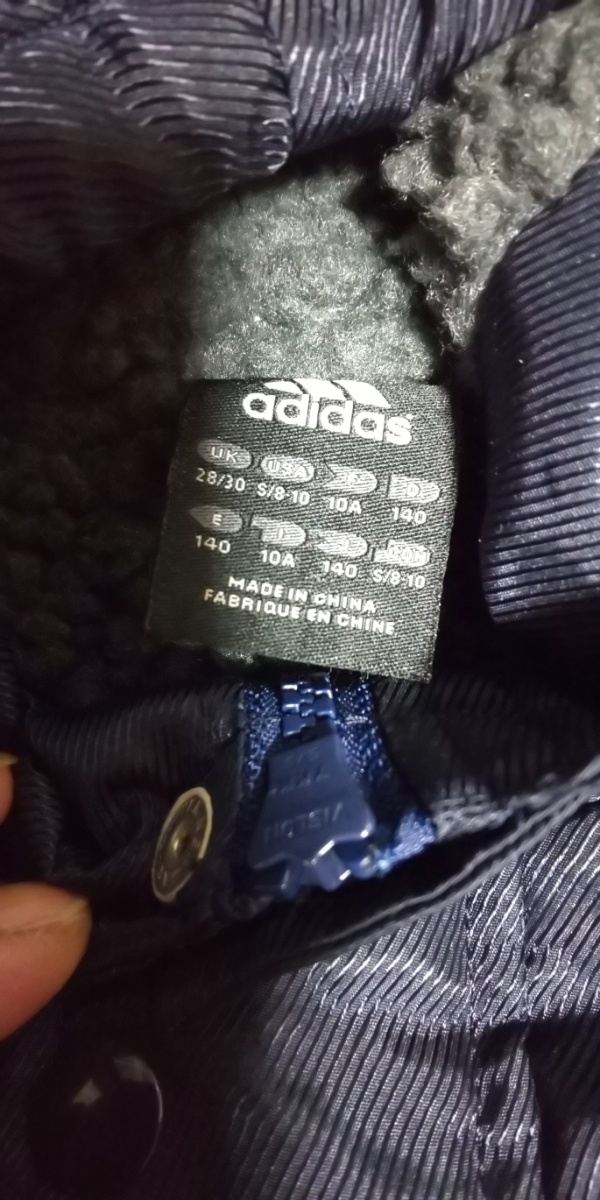 adidas
UK USA F D
28/30 S/8-10 10A 140
E I
140 10A 140 S/8-10
MADE IN CHINA
FABRIQUE EN CHINE
VISLON